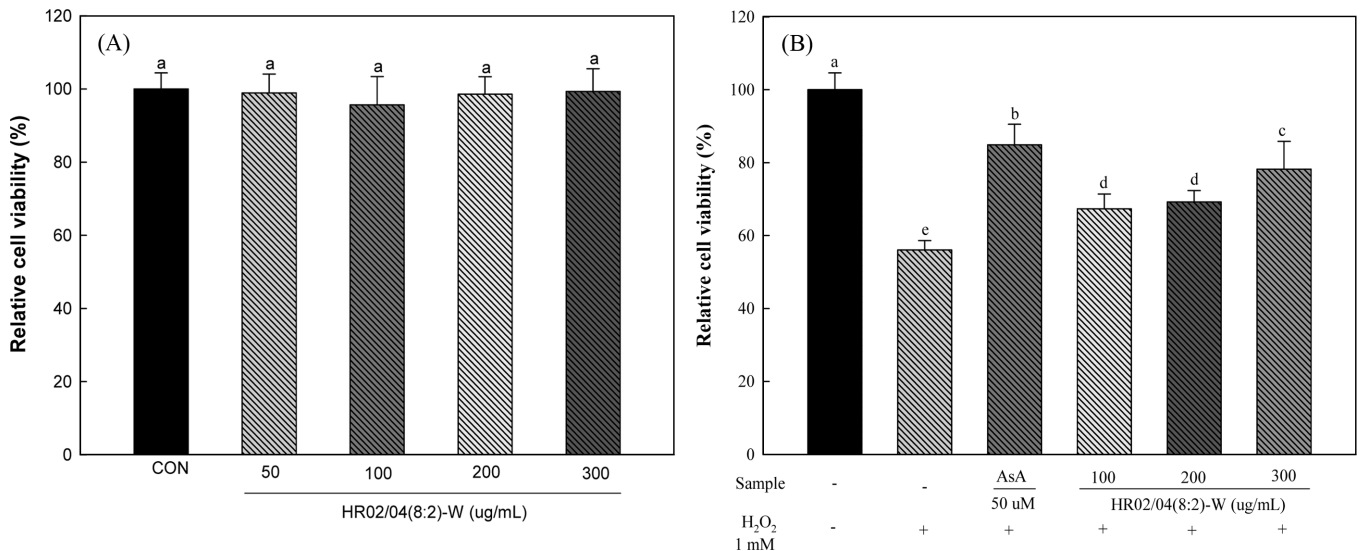 (A)
Relative cell viability (%)
120
100
80
60
40
20
0
a a a a a
CON 50 100 200 300
HR02/04(8:2)-W (ug/mL)
(B)
Relative cell viability (%)
120
100
80
60
40
20
0
a e b d d c
Sample - - AsA 100 200 300
50 uM HR02/04(8:2)-W (ug/mL)
H₂O₂ - + + + + +
1 mM